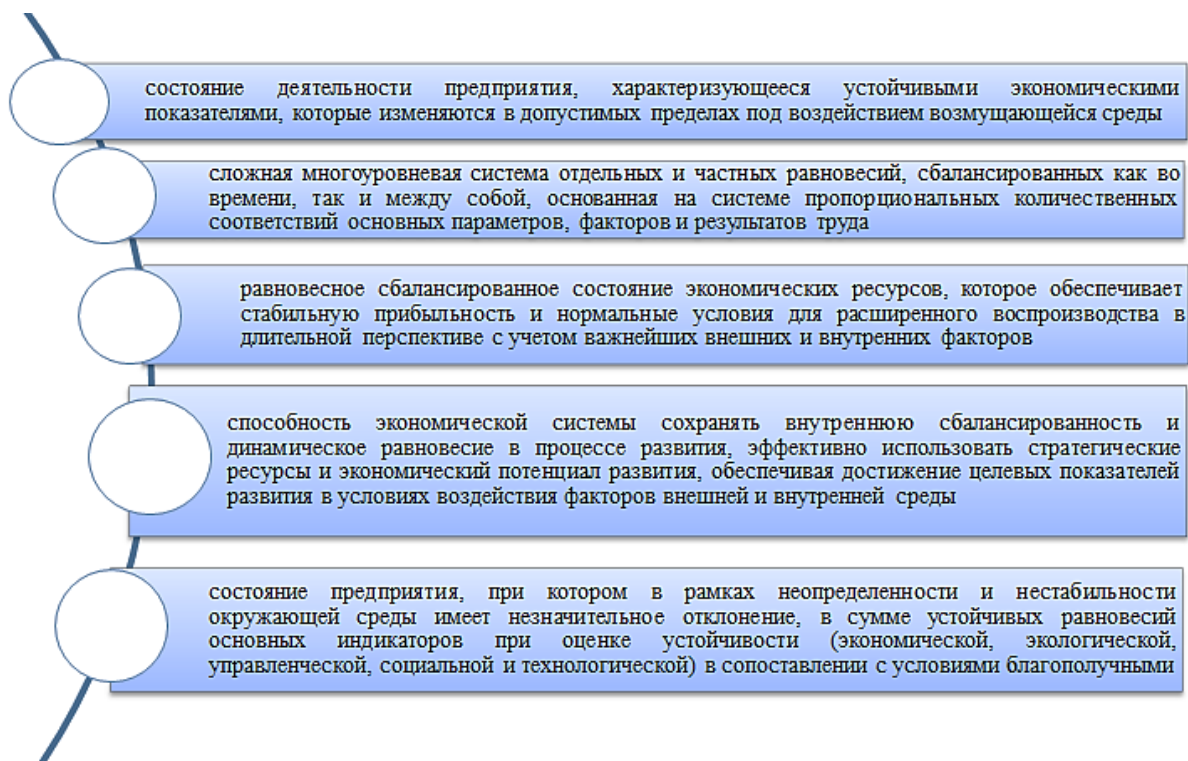 состояние деятельности предприятия, характеризующееся устойчивыми экономическими
показателями, которые изменяются в допустимых пределах под воздействием возмущающейся среды
сложная многоуровневая система отдельных и частных равновесий, сбалансированных как во
времени, так и между собой, основанная на системе пропорциональных количественных
соответствий основных параметров, факторов и результатов труда
равновесное сбалансированное состояние экономических ресурсов, которое обеспечивает
стабильную прибыльность и нормальные условия для расширенного воспроизводства в
длительной перспективе с учетом важнейших внешних и внутренних факторов
способность экономической системы сохранять внутреннюю сбалансированность и
динамическое равновесие в процессе развития, эффективно использовать стратегические
ресурсы и экономический потенциал развития, обеспечивая достижение целевых показателей
развития в условиях воздействия факторов внешней и внутренней среды
состояние предприятия, при котором в рамках неопределенности и нестабильности
окружающей среды имеет незначительное отклонение, в сумме устойчивых равновесий
основных индикаторов при оценке устойчивости (экономической, экологической,
управленческой, социальной и технологической) в сопоставлении с условиями благополучными